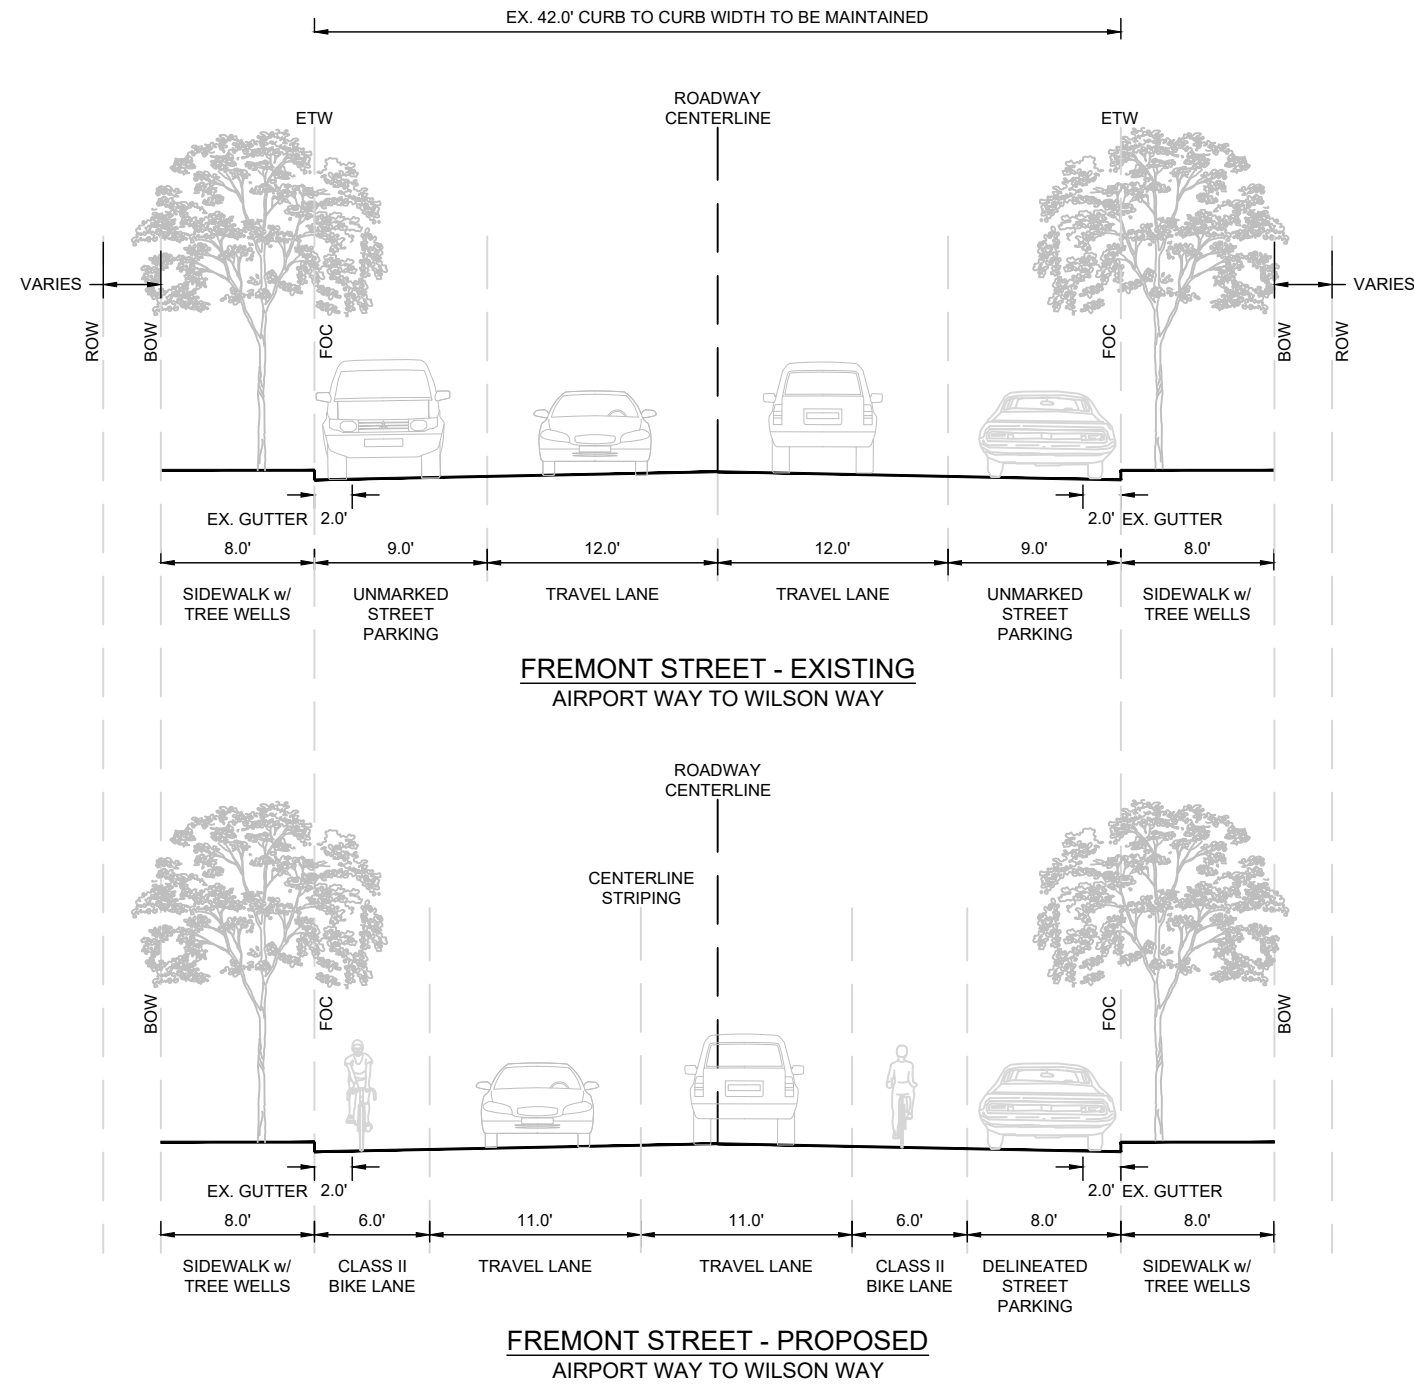 EX. 42.0' CURB TO CURB WIDTH TO BE MAINTAINED
ROADWAY
CENTERLINE
ETW
ETW
VARIES
VARIES
ROW
BOW
FOC
FOC
BOW
ROW
EX. GUTTER 2.0'
2.0' EX. GUTTER
8.0' 9.0' 12.0' 12.0' 9.0' 8.0'
SIDEWALK w/
TREE WELLS
UNMARKED
STREET
PARKING
TRAVEL LANE
TRAVEL LANE
UNMARKED
STREET
PARKING
SIDEWALK w/
TREE WELLS
FREMONT STREET - EXISTING
AIRPORT WAY TO WILSON WAY
ROADWAY
CENTERLINE
CENTERLINE
STRIPING
BOW
FOC
FOC
BOW
EX. GUTTER 2.0'
2.0' EX. GUTTER
8.0' 6.0' 11.0' 11.0' 6.0' 8.0' 8.0'
SIDEWALK w/
TREE WELLS
CLASS II
BIKE LANE
TRAVEL LANE
TRAVEL LANE
CLASS II
BIKE LANE
DELINEATED
STREET
PARKING
SIDEWALK w/
TREE WELLS
FREMONT STREET - PROPOSED
AIRPORT WAY TO WILSON WAY